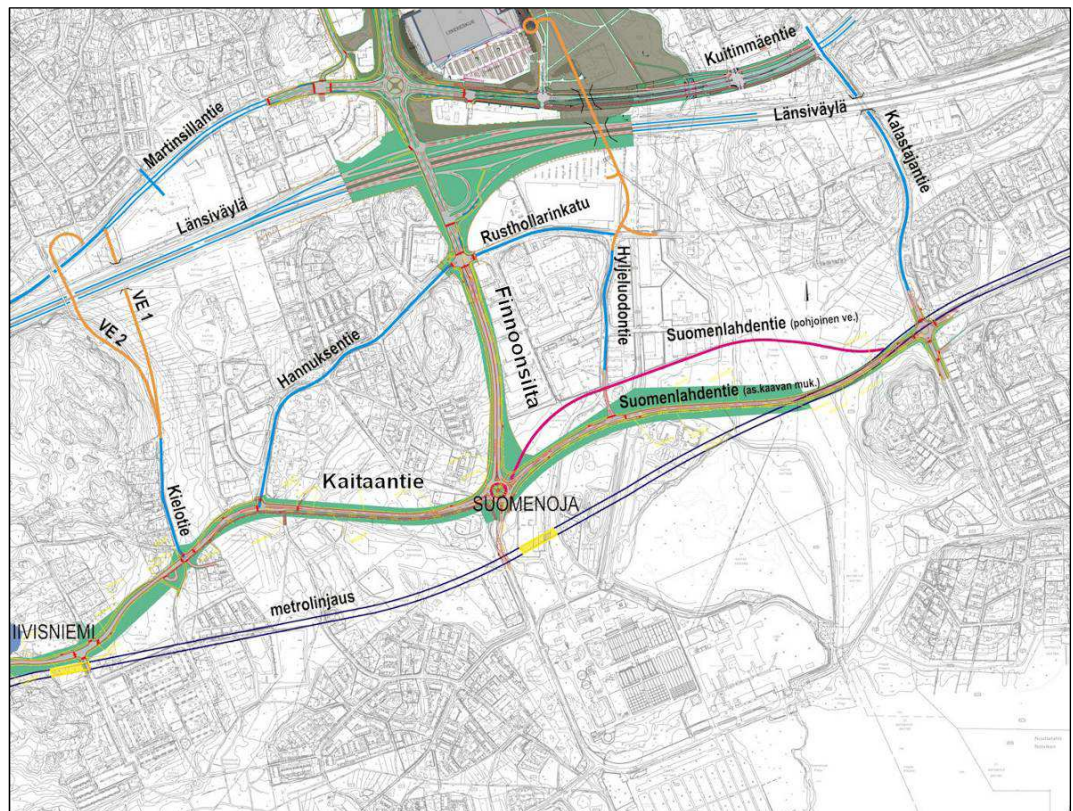 Kuitinmäentie
Länsiväylä
Martinsillantie
Kalastajantie
Länsiväylä
Rusthollarinkatu
Hyljeluodontie
VE 1
VE 2
Hannuksentie
Finnoonsilta
Suomenlahdentie (pohjoinen ve.)
Suomenlahdentie (as.kaavan muk.)
Kaitaantie
SUOMENOJA
Kielotie
metrolinjaus
IIVISNIEMI